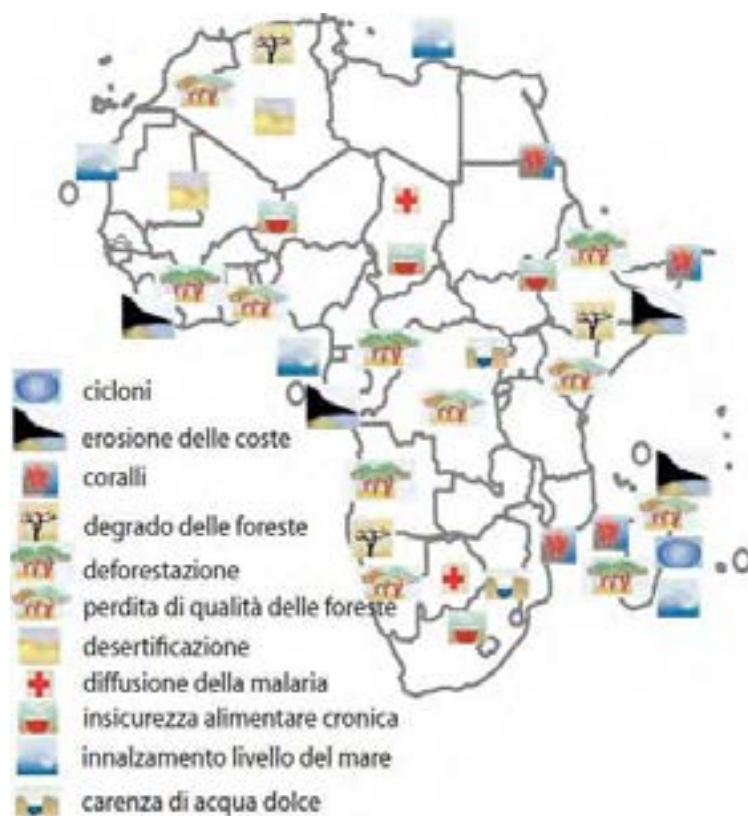 cicloni
erosione delle coste
coralli
degrado delle foreste
deforestazione
perdita di qualità delle foreste
desertificazione
diffusione della malaria
insicurezza alimentare cronica
innalzamento livello del mare
carenza di acqua dolce